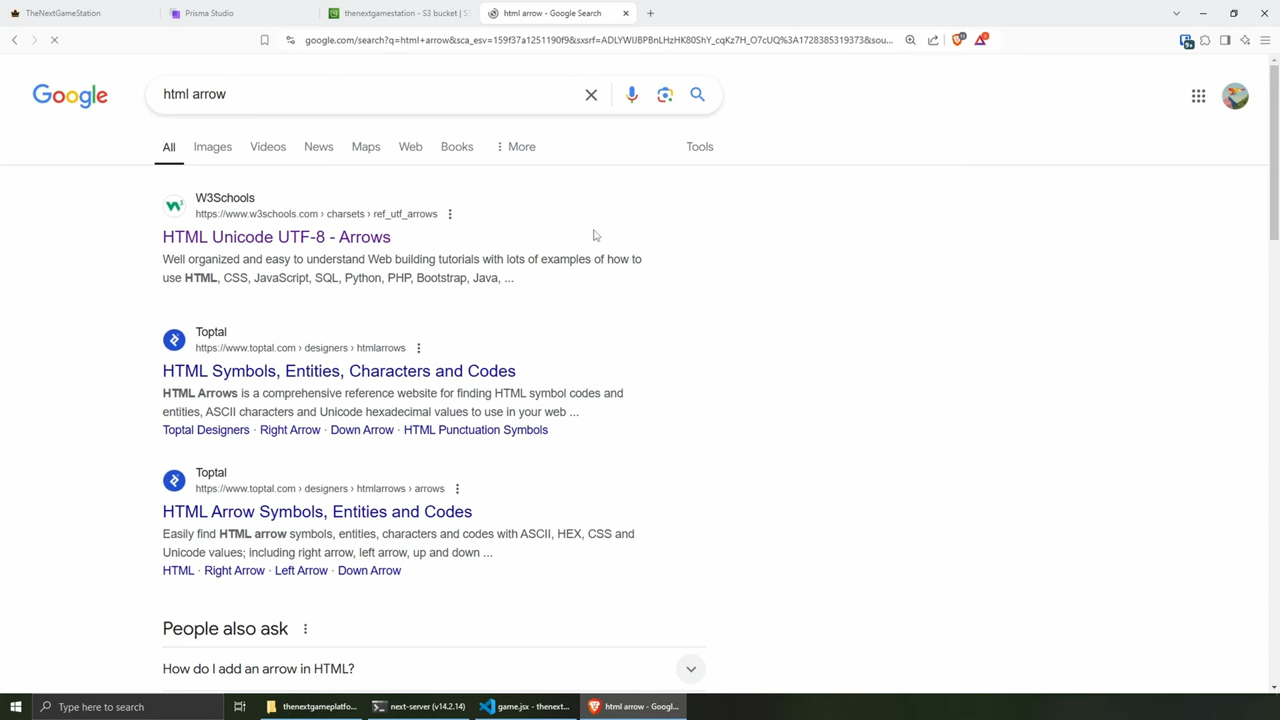 TheNextGameStation
Prisma Studio
thenextgamestation - S3 bucket | S3
html arrow - Google Search
google.com/search?q=html+arrow&sca_esv=159f37a1251190f9&sxsrf=ADLYWIJBPBnLHzHK80ShY_cqKz7H_O7cUQ%3A1728385319373&sou...
Google
html arrow
All
Images
Videos
News
Maps
Web
Books
More
Tools
W3Schools
https://www.w3schools.com › charsets › ref_utf_arrows
HTML Unicode UTF-8 - Arrows
Well organized and easy to understand Web building tutorials with lots of examples of how to
use HTML, CSS, JavaScript, SQL, Python, PHP, Bootstrap, Java, ...
Toptal
https://www.toptal.com › designers › htmlarrows
HTML Symbols, Entities, Characters and Codes
HTML Arrows is a comprehensive reference website for finding HTML symbol codes and
entities, ASCII characters and Unicode hexadecimal values to use in your web ...
Toptal Designers · Right Arrow · Down Arrow · HTML Punctuation Symbols
Toptal
https://www.toptal.com › designers › htmlarrows › arrows
HTML Arrow Symbols, Entities and Codes
Easily find HTML arrow symbols, entities, characters and codes with ASCII, HEX, CSS and
Unicode values; including right arrow, left arrow, up and down ...
HTML · Right Arrow · Left Arrow · Down Arrow
People also ask
How do I add an arrow in HTML?
Type here to search
thenextgameplatfo...
next-server (v14.2.14)
game.jsx - thenext...
html arrow - Googl...